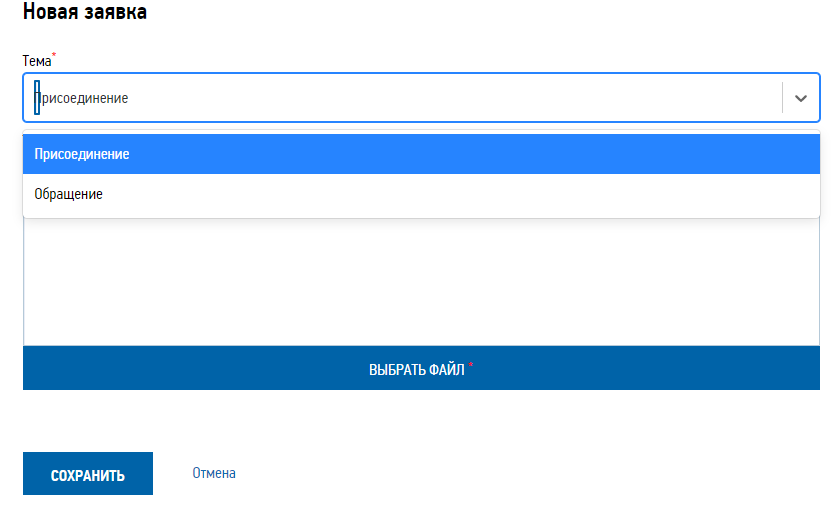 Новая заявка
Тема*
Присоединение
Присоединение
Обращение
ВЫБРАТЬ ФАЙЛ *
СОХРАНИТЬ
Отмена